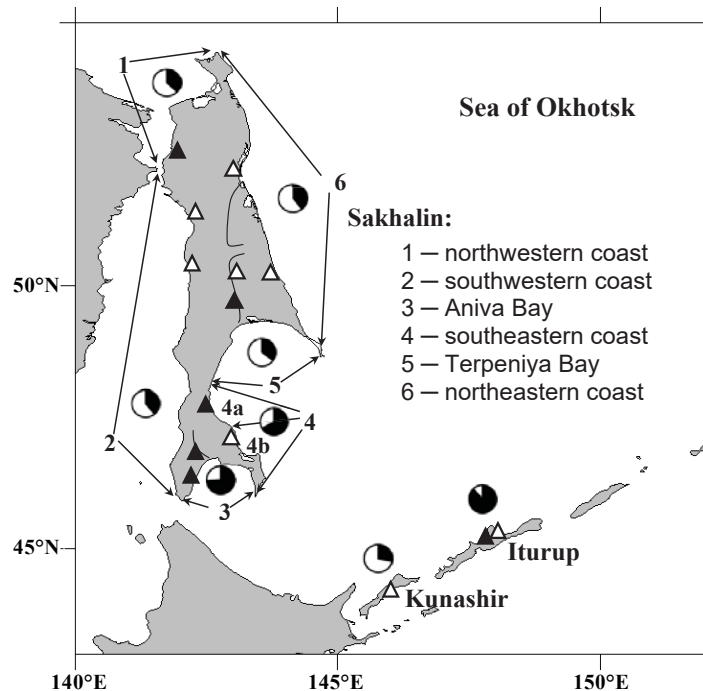 1
Sea of Okhotsk
6
Sakhalin:
1 — northwestern coast
50°N
2 — southwestern coast
3 — Aniva Bay
4 — southeastern coast
5 — Terpeniya Bay
6 — northeastern coast
5
4a
4
2
4b
3
45°N
Iturup
Kunashir
140°E
145°E
150°E